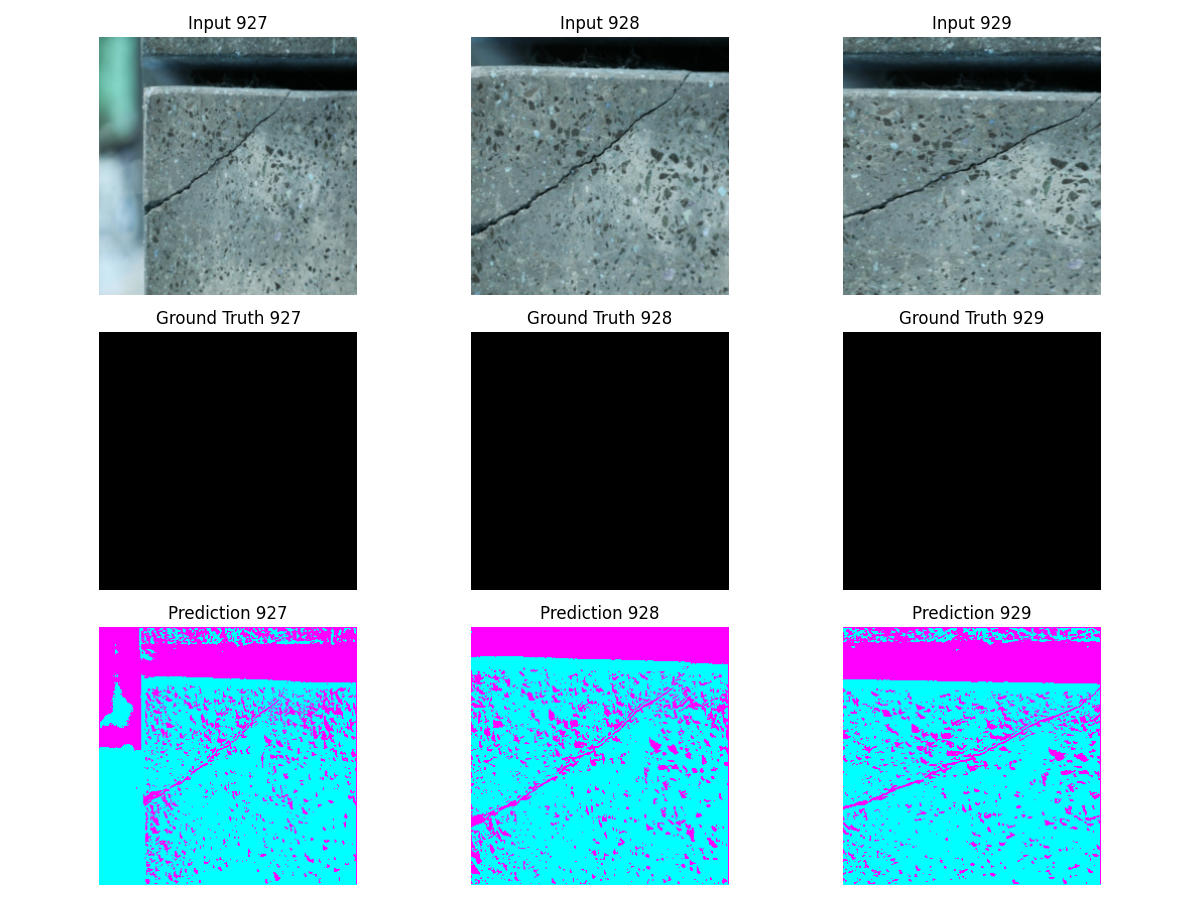 Input 927
Input 928
Input 929
Ground Truth 927
Ground Truth 928
Ground Truth 929
Prediction 927
Prediction 928
Prediction 929